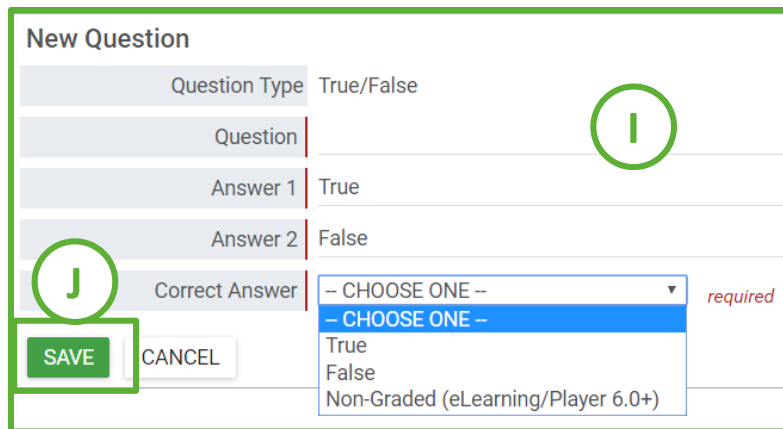 New Question
Question Type True/False
I
Question
Answer 1 True
Answer 2 False
J
Correct Answer -- CHOOSE ONE -- required
-- CHOOSE ONE --
True
False
Non-Graded (eLearning/Player 6.0+)
SAVE CANCEL